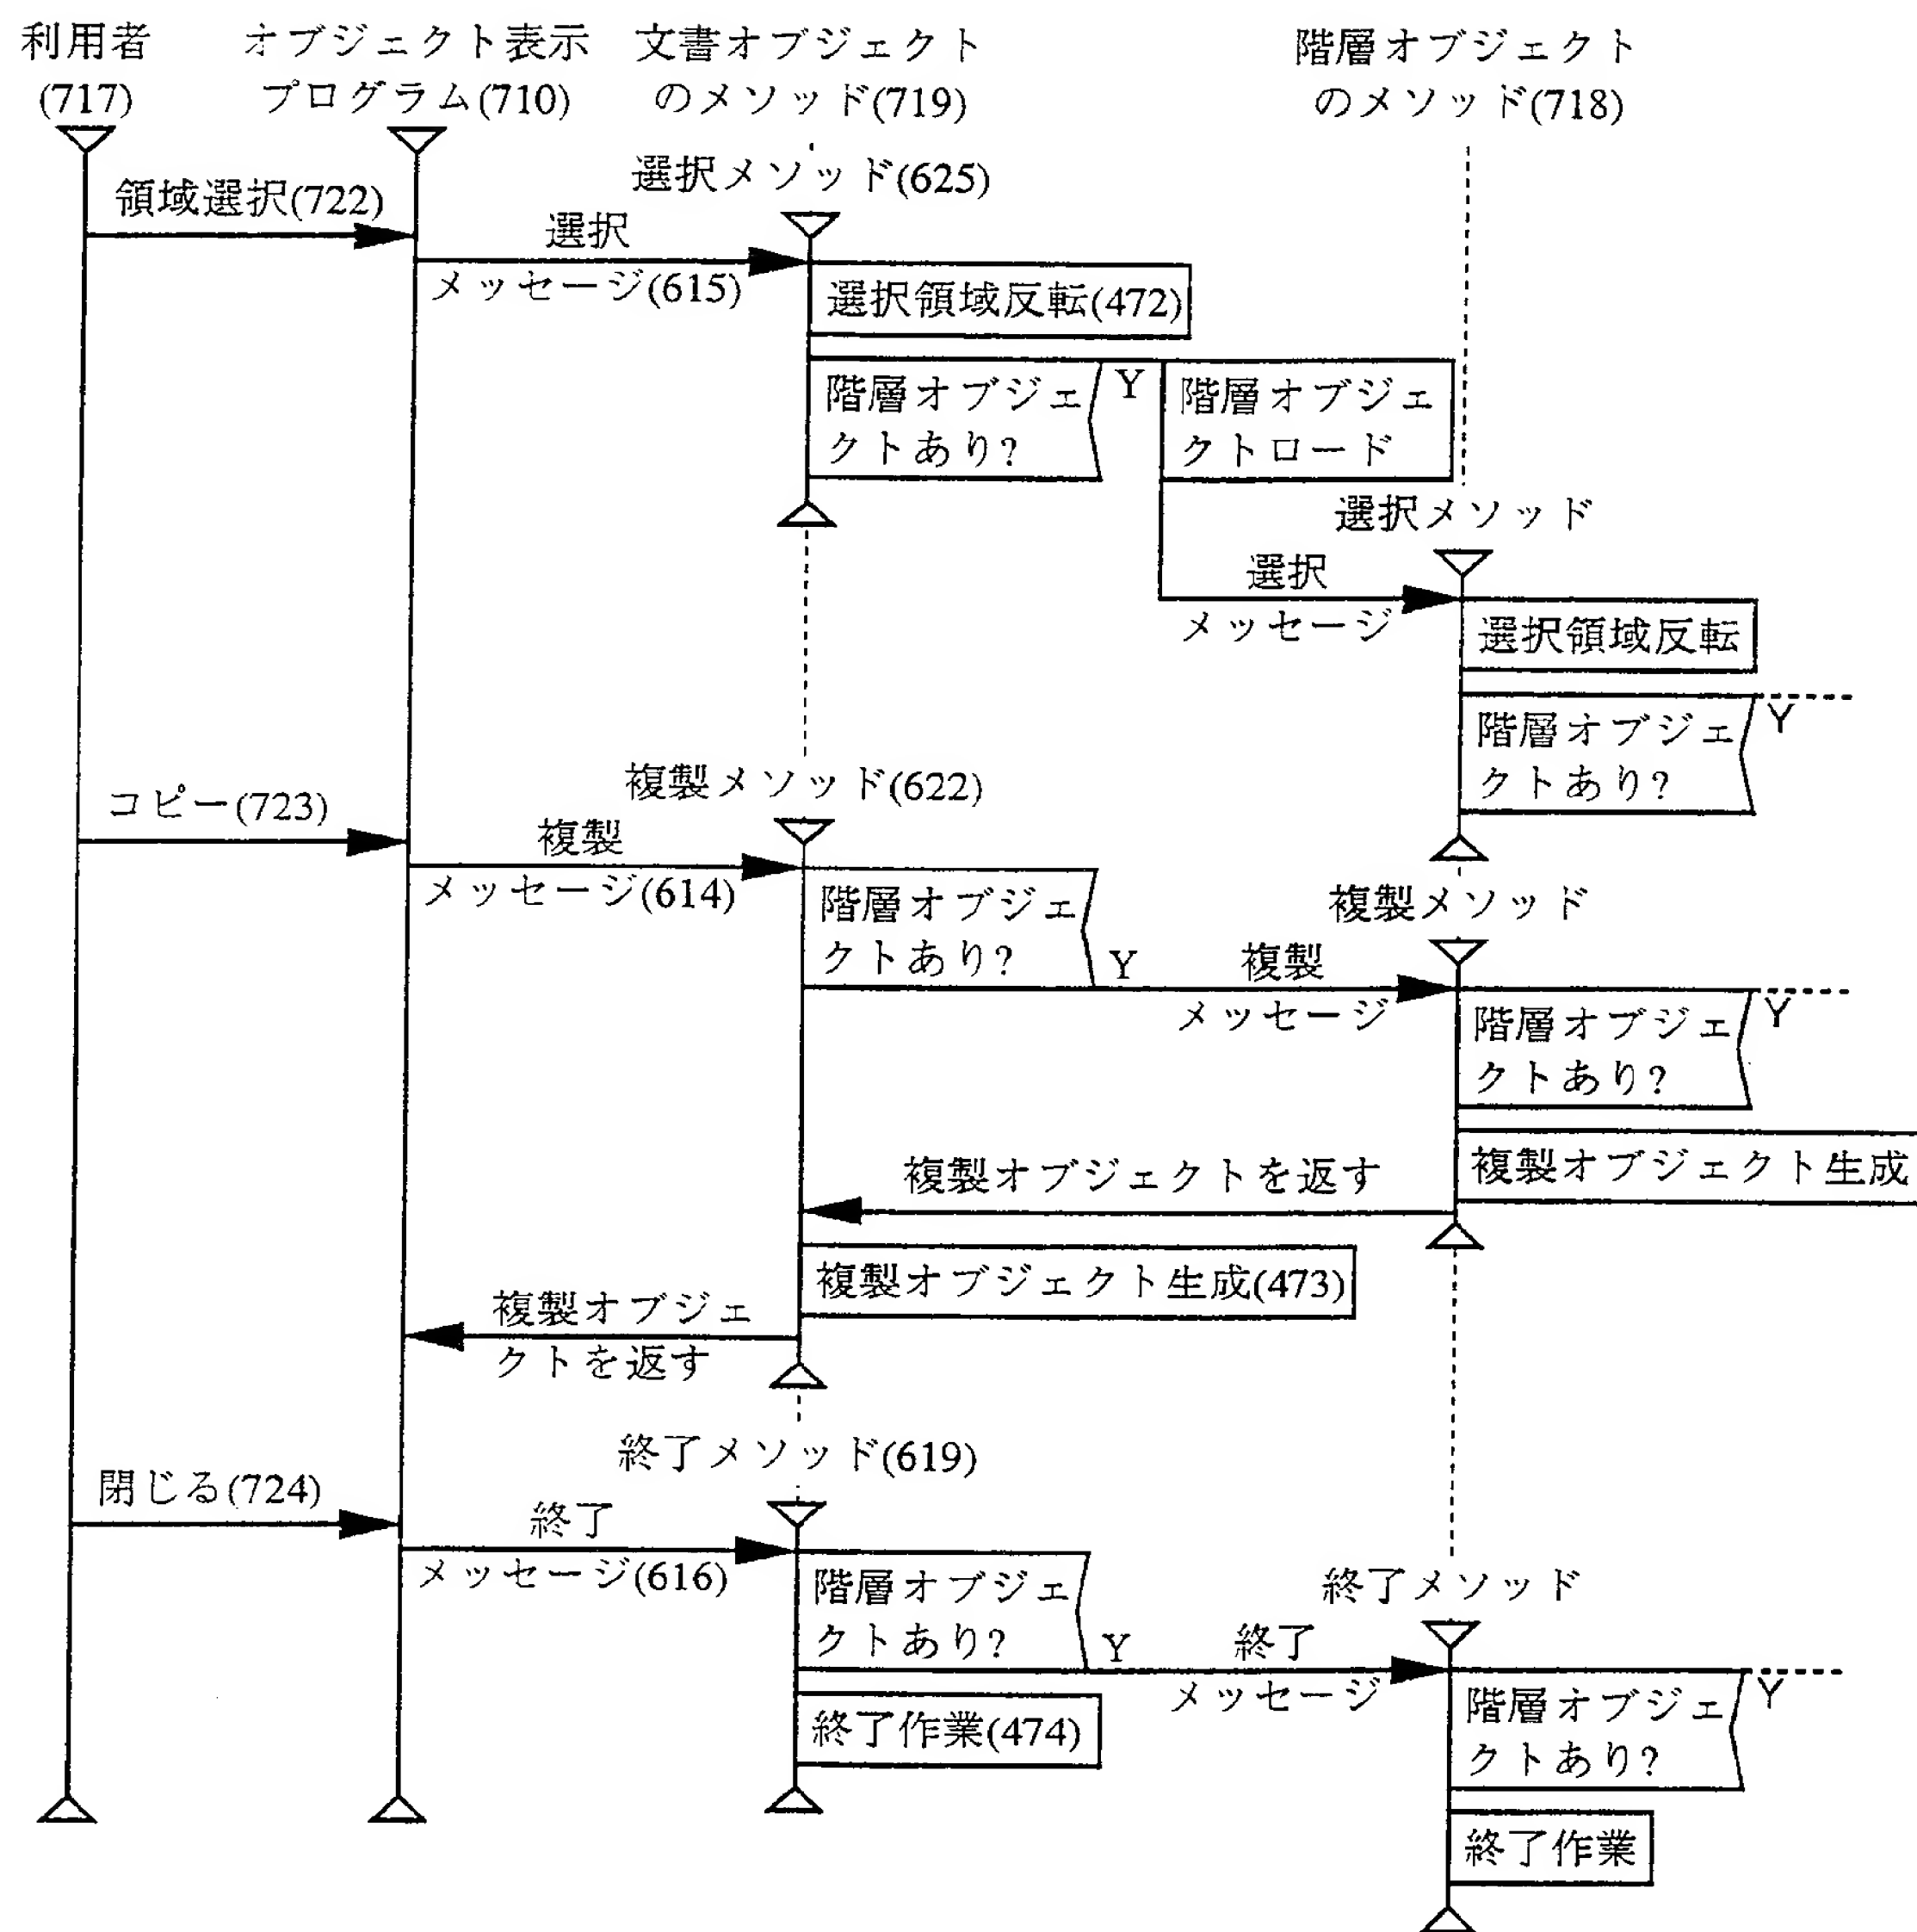 利用者
(717)
オブジェクト表示
プログラム(710)
文書オブジェクト
のメソッド(719)
階層オブジェクト
のメソッド(718)
選択メソッド(625)
領域選択(722)
選択
メッセージ(615)
選択領域反転(472)
階層オブジェ
クトあり?
Y
階層オブジェ
クトロード
選択メソッド
選択
メッセージ
選択領域反転
階層オブジェ
クトあり?
Y
複製メソッド(622)
コピー(723)
複製
メッセージ(614)
階層オブジェ
クトあり?
Y
複製メソッド
複製
メッセージ
階層オブジェ
クトあり?
Y
複製オブジェクト生成
複製オブジェクトを返す
複製オブジェクト生成(473)
複製オブジェ
クトを返す
終了メソッド(619)
閉じる(724)
終了
メッセージ(616)
階層オブジェ
クトあり?
Y
終了メソッド
終了
メッセージ
階層オブジェ
クトあり?
Y
終了作業(474)
終了作業